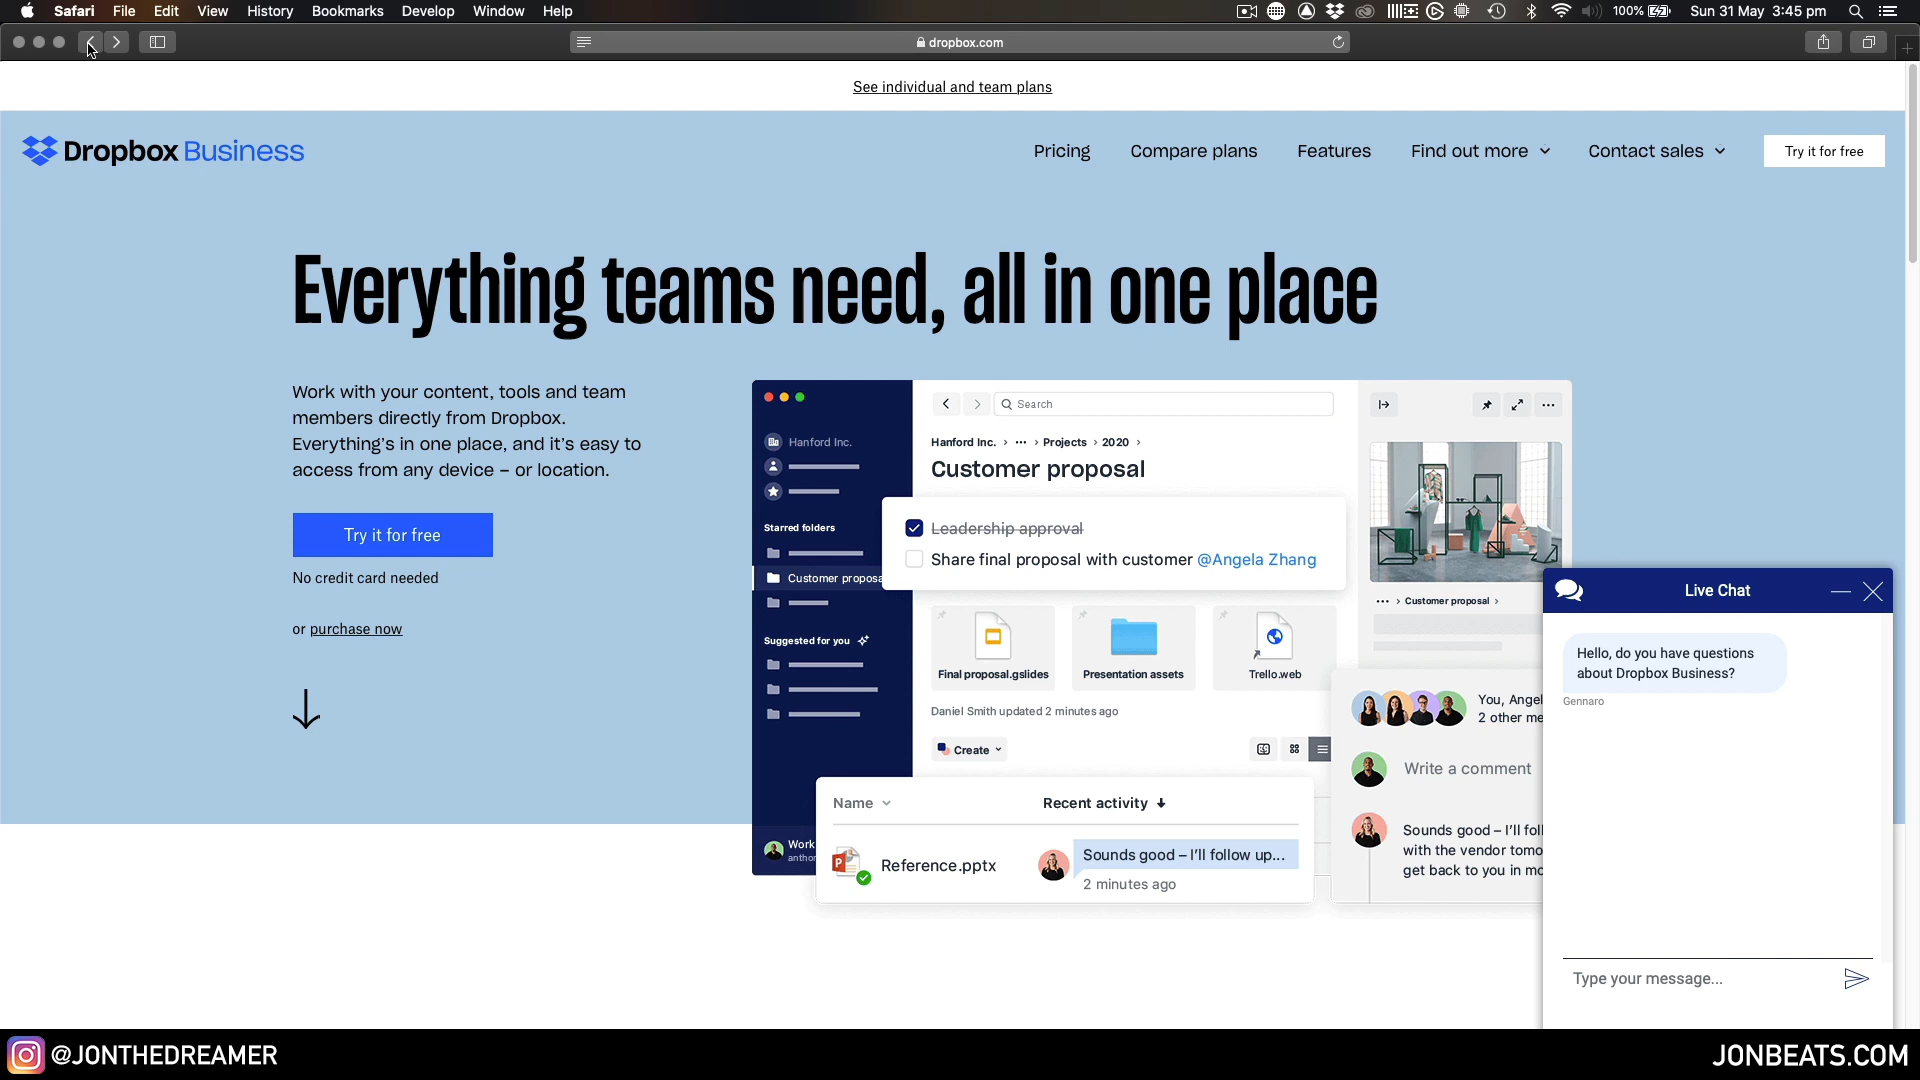 Safari File Edit View History Bookmarks Develop Window Help
100% Sun 31 May 3:45 pm
dropbox.com
See individual and team plans
Dropbox Business
Pricing Compare plans Features Find out more Contact sales Try it for free
Everything teams need, all in one place
Work with your content, tools and team
members directly from Dropbox.
Everything's in one place, and it's easy to
access from any device – or location.
Try it for free
No credit card needed
or purchase now
Search
Hanford Inc.
Hanford Inc. › ··· › Projects › 2020 ›
Customer proposal
Starred folders
Customer proposa
Suggested for you
Leadership approval
Share final proposal with customer @Angela Zhang
Final proposal.gslides
Presentation assets
Trello.web
Daniel Smith updated 2 minutes ago
Create
Name
Recent activity
Work
antho
Reference.pptx
Sounds good – I'll follow up...
2 minutes ago
··· › Customer proposal ›
You, Angel
2 other me
Write a comment
Sounds good – I'll foll
with the vendor tomo
get back to you in mo
Live Chat
Hello, do you have questions
about Dropbox Business?
Gennaro
Type your message...
@JONTHEDREAMER
JONBEATS.COM